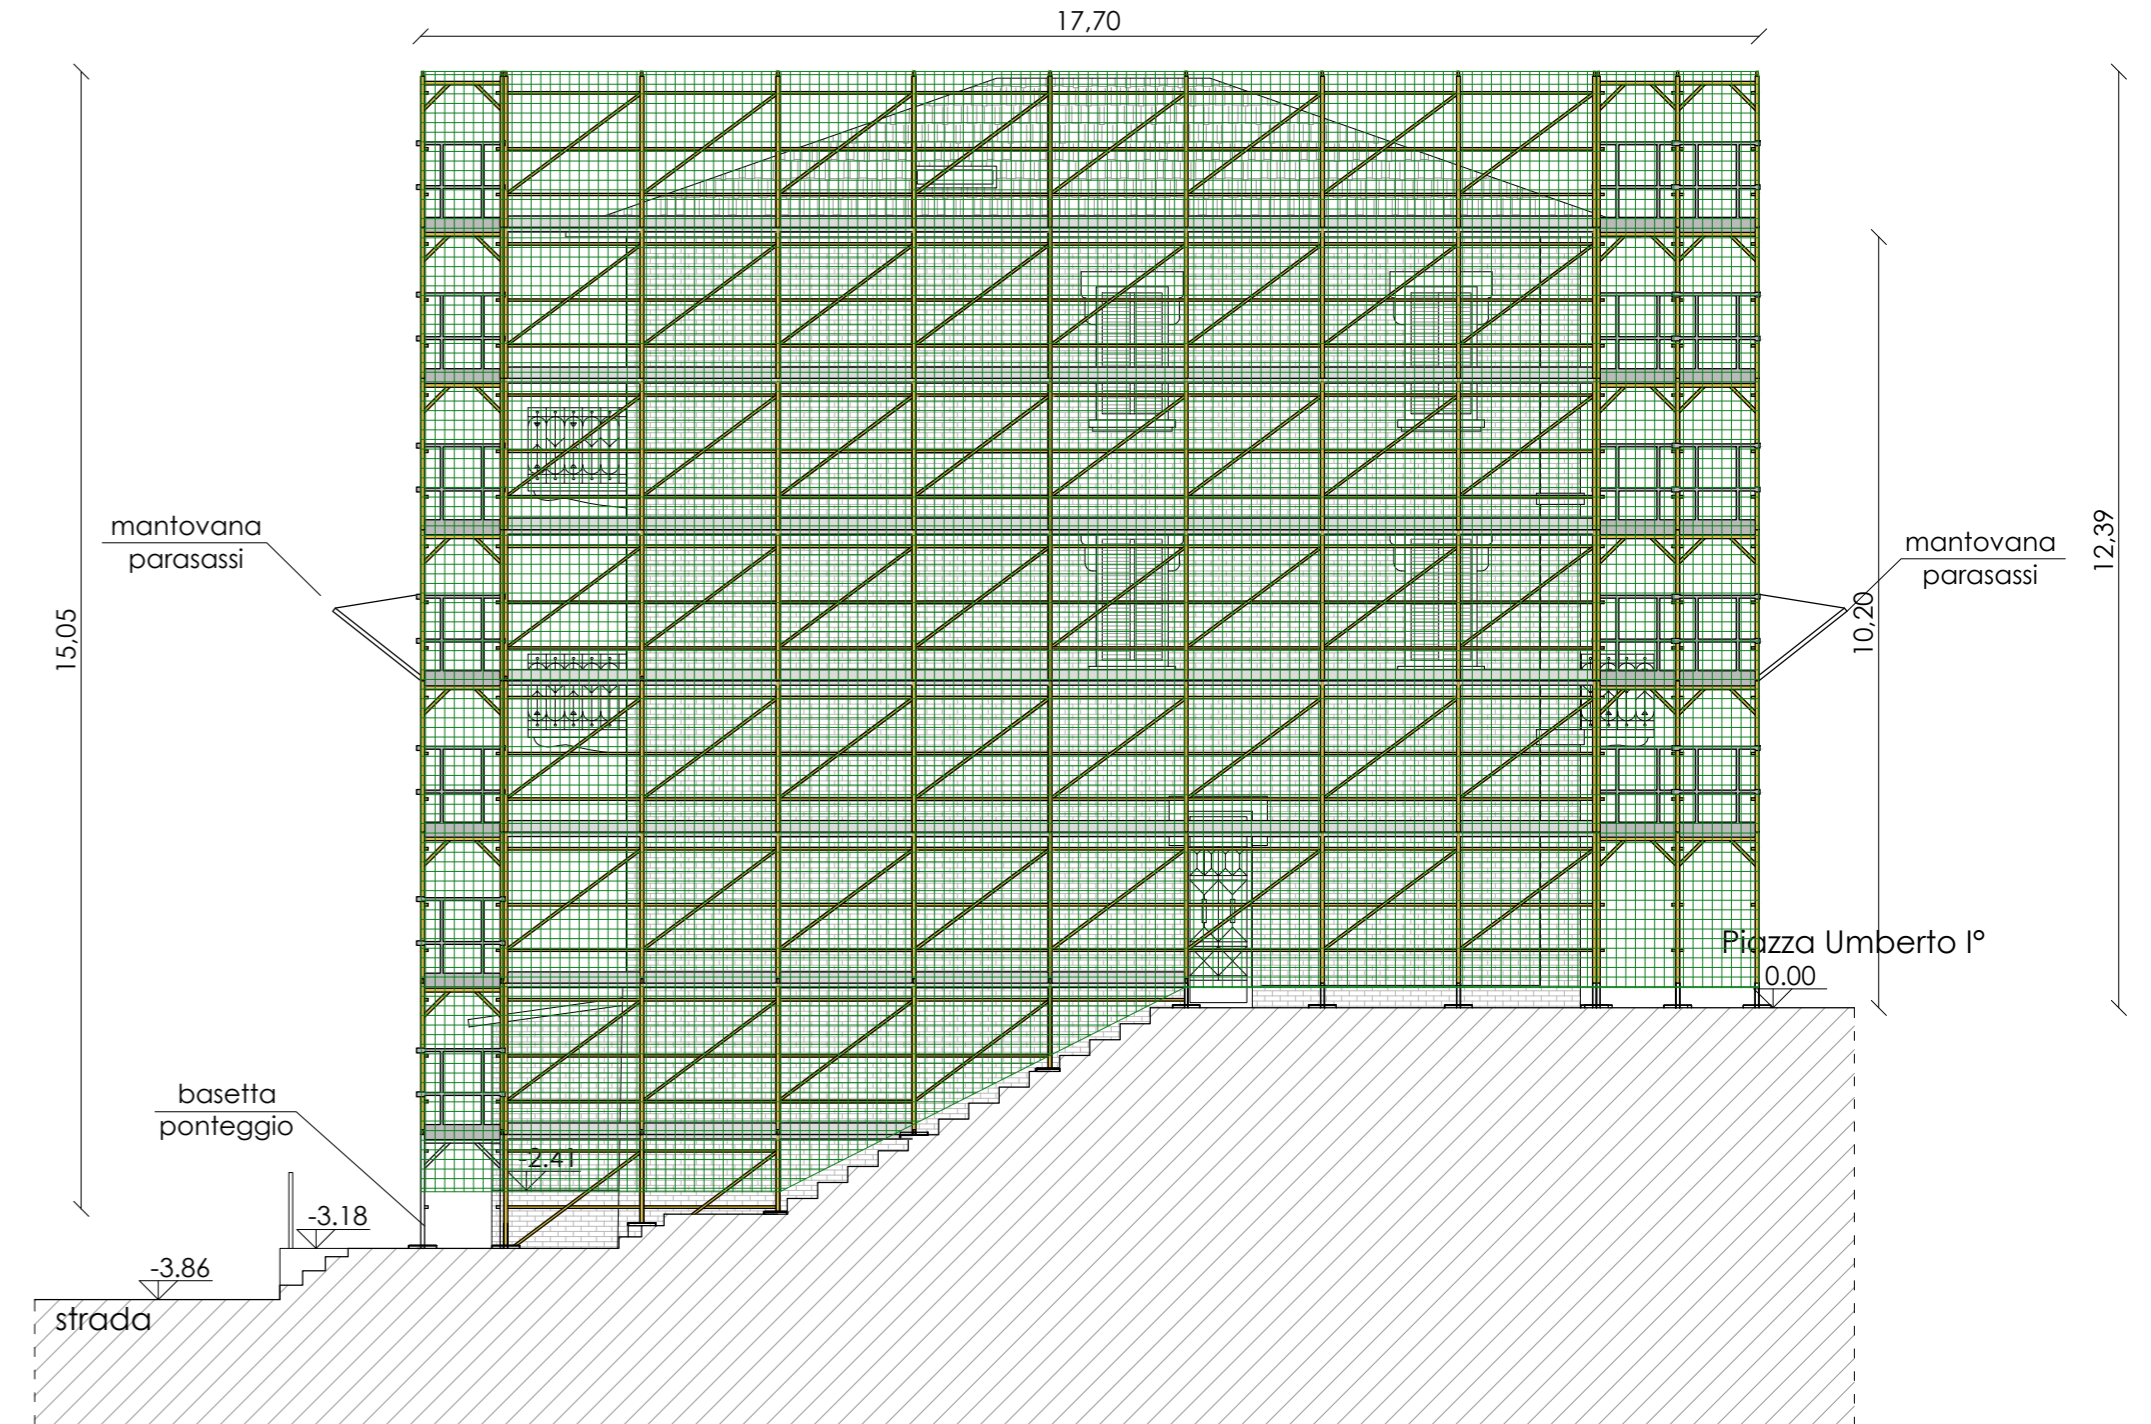 17,70
mantovana
parasassi
mantovana
parasassi
12,39
15,05
10,20
Piazza Umberto I°
0.00
basetta
ponteggio
-2.41
-3.18
-3.86
strada